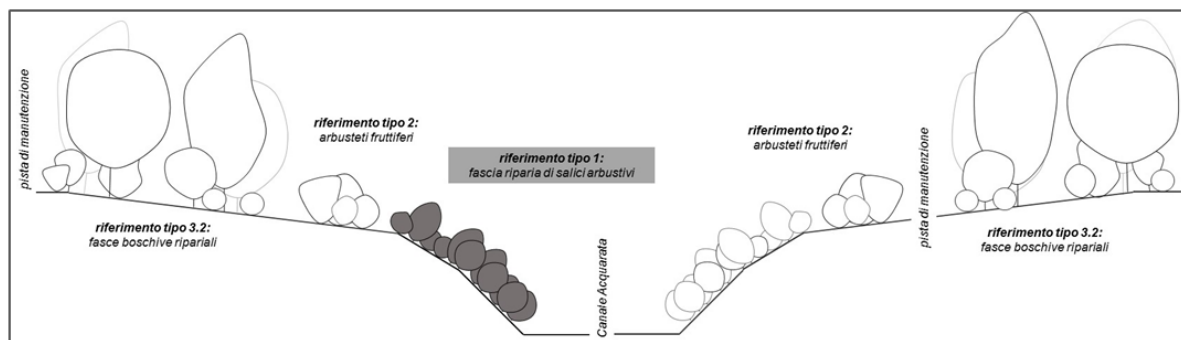 pista di manutenzione
riferimento tipo 2:
arbusteti fruttiferi
riferimento tipo 1:
fascia riparia di salici arbustivi
riferimento tipo 2:
arbusteti fruttiferi
pista di manutenzione
riferimento tipo 3.2:
fasce boschive ripariali
Canale Acquarata
riferimento tipo 3.2:
fasce boschive ripariali